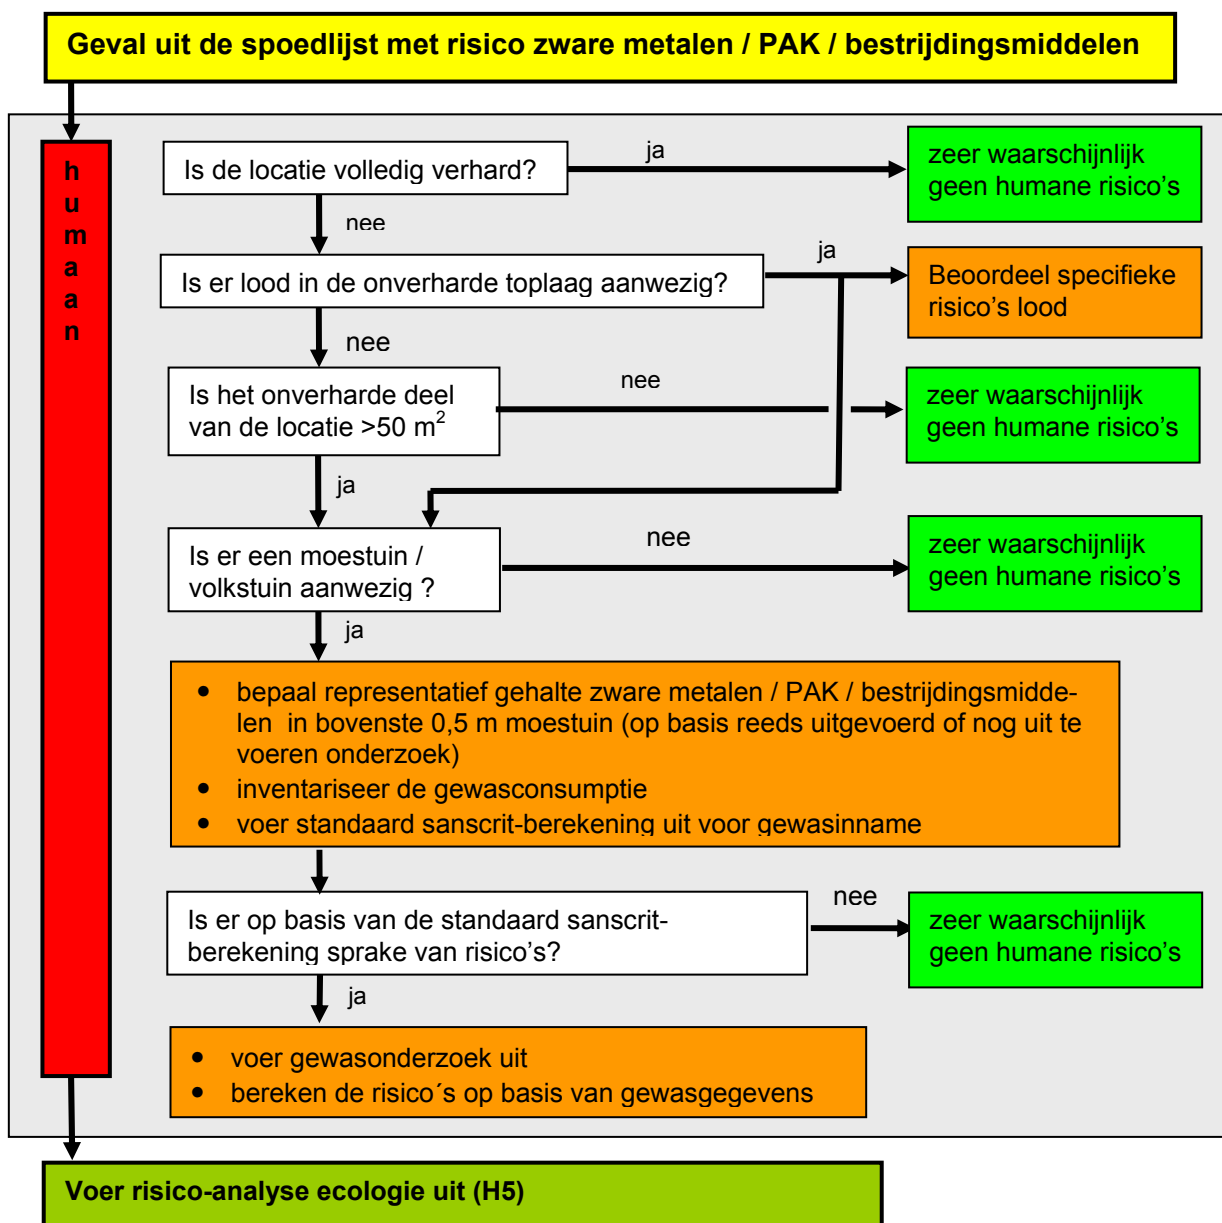 Geval uit de spoedlijst met risico zware metalen / PAK / bestrijdingsmiddelen
h
u
m
a
a
n
Is de locatie volledig verhard?
ja
zeer waarschijnlijk
geen humane risico's
nee
Is er lood in de onverharde toplaag aanwezig?
ja
Beoordeel specifieke
risico's lood
nee
Is het onverharde deel
van de locatie >50 m²
nee
zeer waarschijnlijk
geen humane risico's
ja
Is er een moestuin /
volkstuin aanwezig ?
nee
zeer waarschijnlijk
geen humane risico's
ja
• bepaal representatief gehalte zware metalen / PAK / bestrijdingsmidde-
len in bovenste 0,5 m moestuin (op basis reeds uitgevoerd of nog uit te
voeren onderzoek)
• inventariseer de gewasconsumptie
• voer standaard sanscrit-berekening uit voor gewasinname
Is er op basis van de standaard sanscrit-
berekening sprake van risico's?
nee
zeer waarschijnlijk
geen humane risico's
ja
• voer gewasonderzoek uit
• bereken de risico´s op basis van gewasgegevens
Voer risico-analyse ecologie uit (H5)